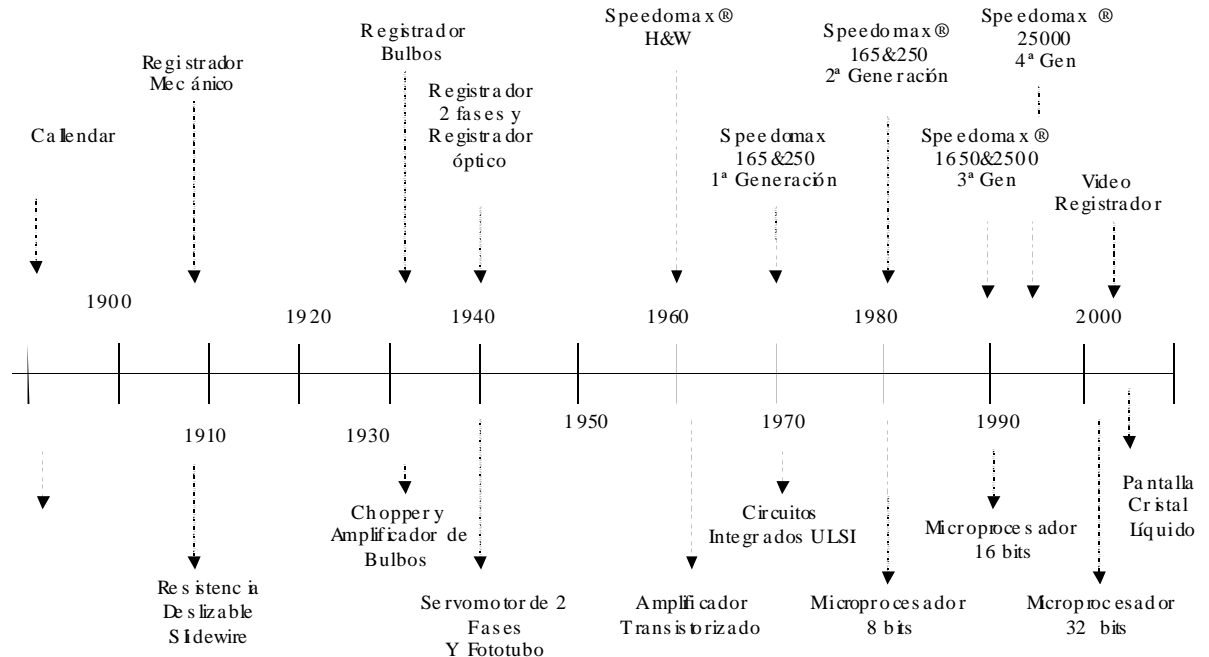 Callendar
Registrador
Mecánico
Registrador
Bulbos
Registrador
2 fases y
Registrador
óptico
Speedomax®
H&W
Speedomax
165&250
1ª Generación
Speedomax®
165&250
2ª Generación
Speedomax®
1650&2500
3ª Gen
Speedomax ®
25000
4ª Gen
Video
Registrador
1900
1920
1940
1960
1980
2000
1910
1930
1950
1970
1990
Resistencia
Deslizable
Slidewire
Chopper y
Amplificador de
Bulbos
Servomotor de 2
Fases
Y Fototubo
Amplificador
Transistorizado
Circuitos
Integrados ULSI
Microprocesador
8 bits
Microprocesador
16 bits
Microprocesador
32 bits
Pantalla
Cristal
Líquido